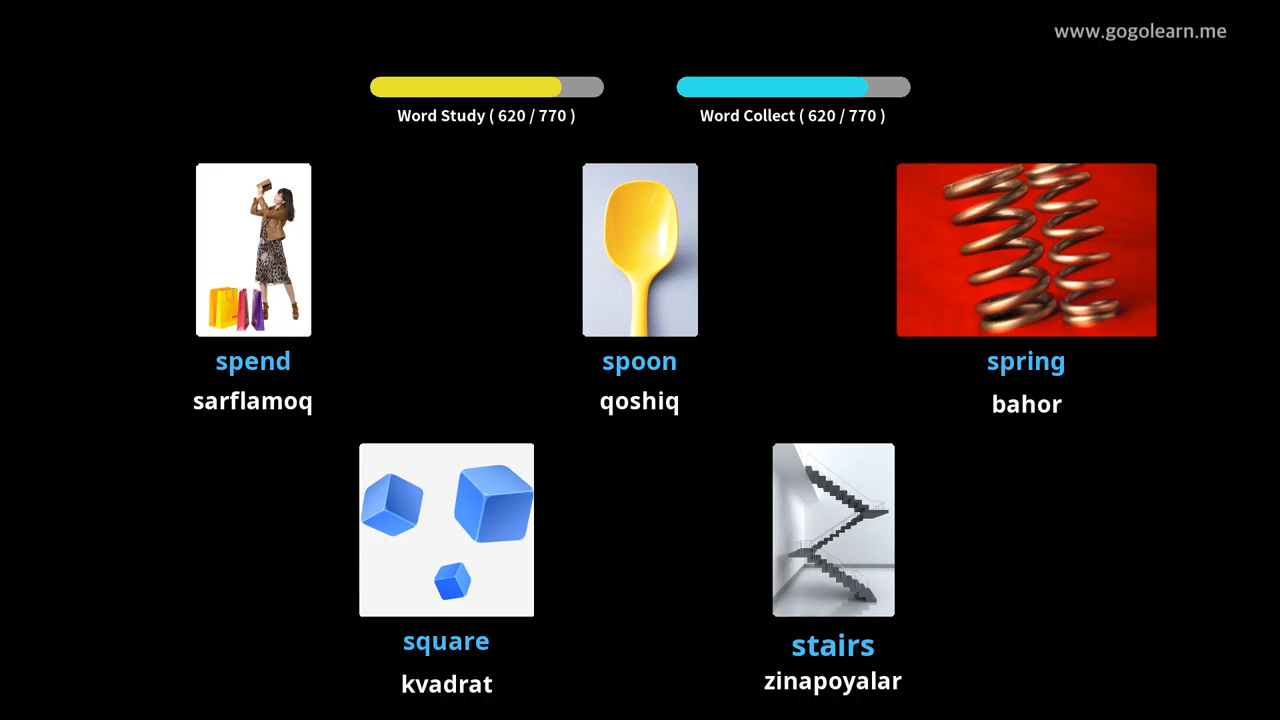 www.gogolearn.me
Word Study ( 620 / 770 )
Word Collect ( 620 / 770 )
spend
sarflamoq
spoon
qoshiq
spring
bahor
square
kvadrat
stairs
zinapoyalar